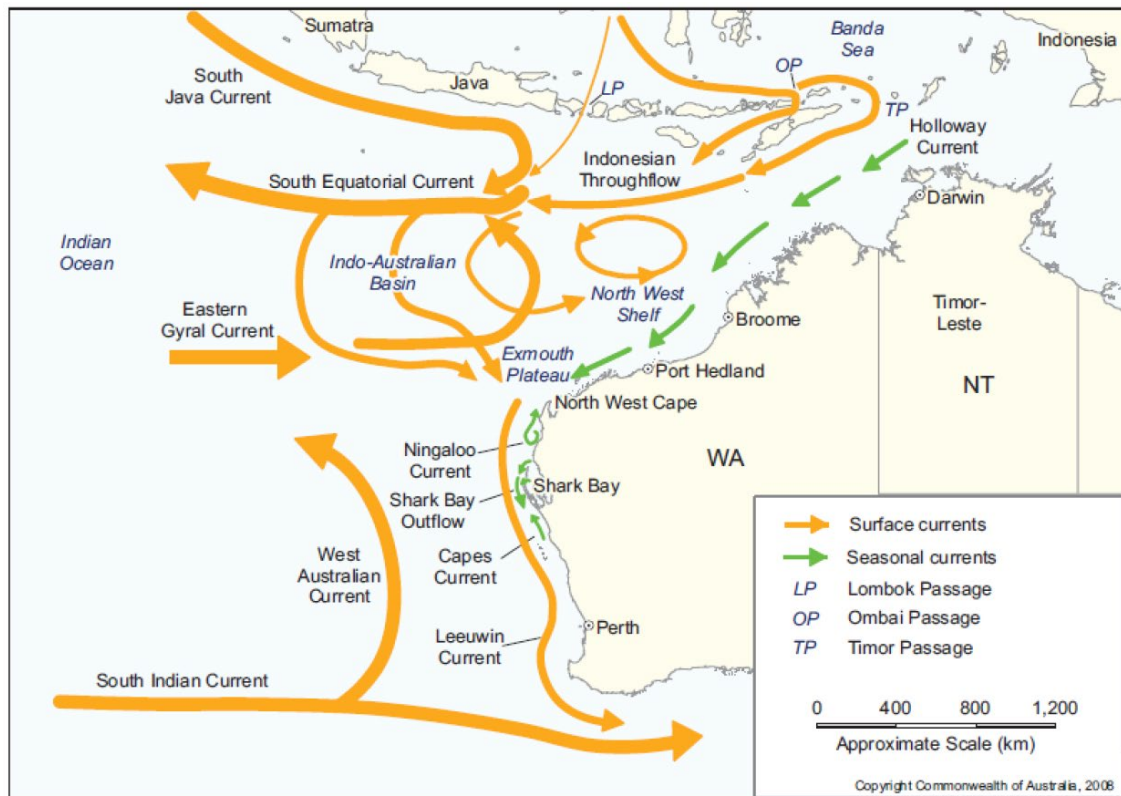 Sumatra
Banda
Sea
Indonesia
South
Java Current
Java
LP
OP
TP
Holloway
Current
Indonesian
Throughflow
South Equatorial Current
Darwin
Indian
Ocean
Indo-Australian
Basin
North West
Shelf
Eastern
Gyral Current
Broome
Timor-
Leste
Exmouth
Plateau
Port Hedland
NT
North West Cape
Ningaloo
Current
WA
Shark Bay
Shark Bay
Outflow
Capes
Current
West
Australian
Current
Perth
Leeuwin
Current
South Indian Current
Surface currents
Seasonal currents
LP Lombok Passage
OP Ombai Passage
TP Timor Passage
0 400 800 1,200
Approximate Scale (km)
Copyright Commonwealth of Australia, 2008